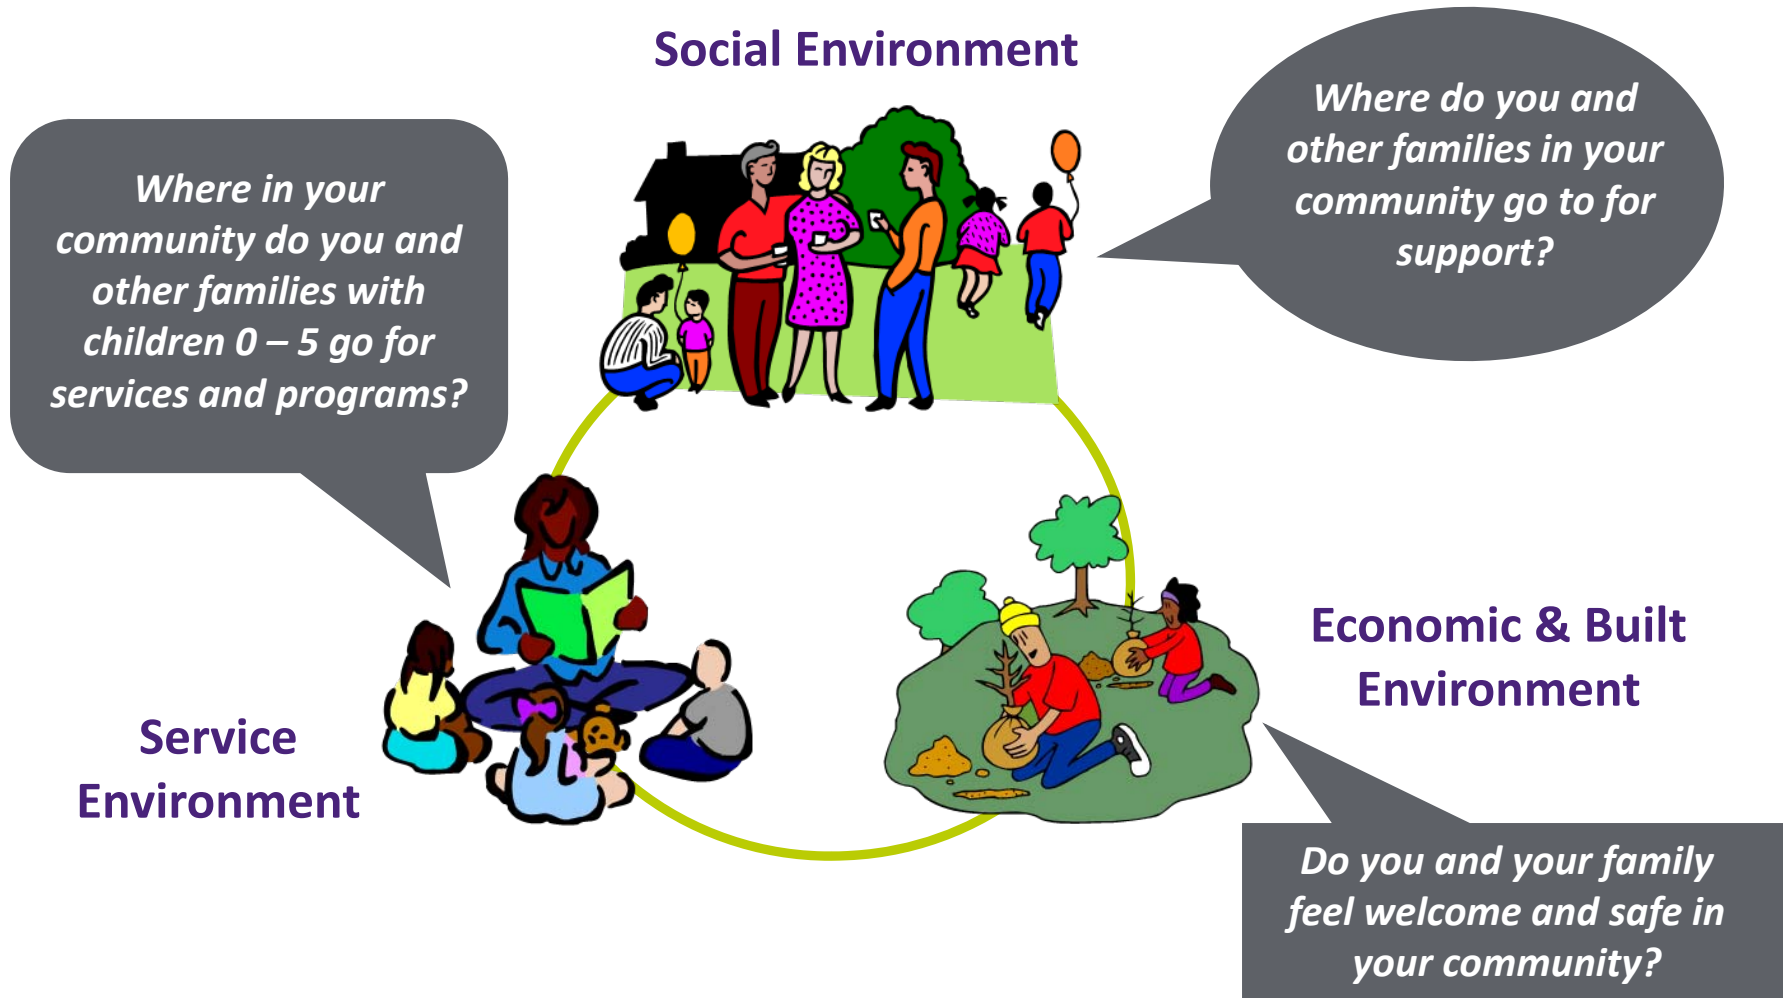 Social Environment
Where do you and
other families in your
community go to for
support?
Where in your
community do you and
other families with
children 0 – 5 go for
services and programs?
Economic & Built
Environment
Service
Environment
Do you and your family
feel welcome and safe in
your community?